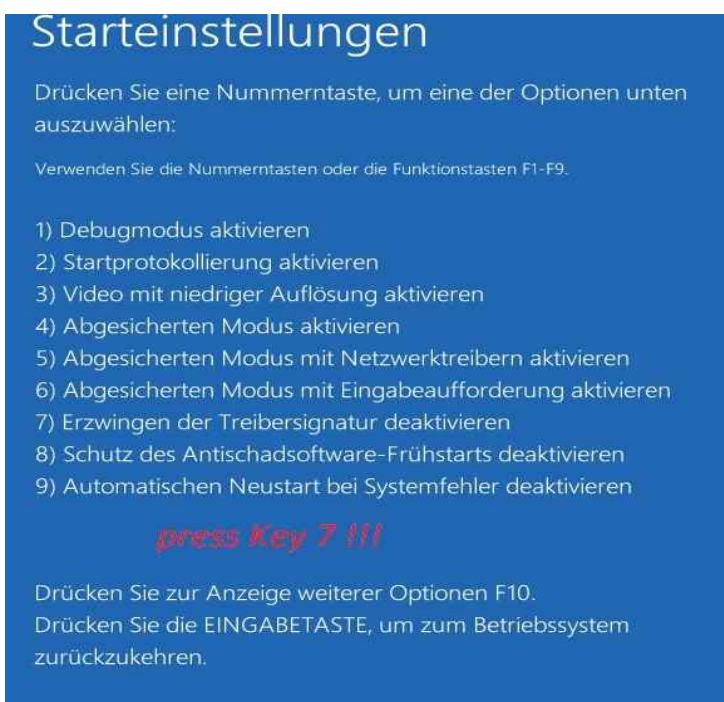 Starteinstellungen
Drücken Sie eine Nummerntaste, um eine der Optionen unten
auszuwählen:
Verwenden Sie die Nummerntasten oder die Funktionstasten F1-F9.
1) Debugmodus aktivieren
2) Startprotokollierung aktivieren
3) Video mit niedriger Auflösung aktivieren
4) Abgesicherten Modus aktivieren
5) Abgesicherten Modus mit Netzwerktreibern aktivieren
6) Abgesicherten Modus mit Eingabeaufforderung aktivieren
7) Erzwingen der Treibersignatur deaktivieren
8) Schutz des Antischadsoftware-Frühstarts deaktivieren
9) Automatischen Neustart bei Systemfehler deaktivieren
press Key 7 !!!
Drücken Sie zur Anzeige weiterer Optionen F10.
Drücken Sie die EINGABETASTE, um zum Betriebssystem
zurückzukehren.